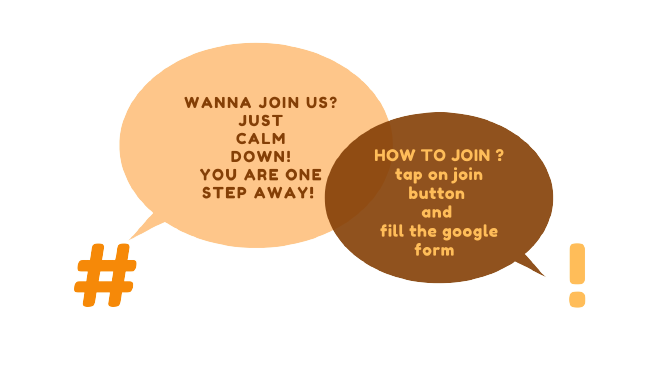 WANNA JOIN US?
JUST
CALM
DOWN!
YOU ARE ONE
STEP AWAY!
HOW TO JOIN ?
tap on join
button
and
fill the google
form
#
!